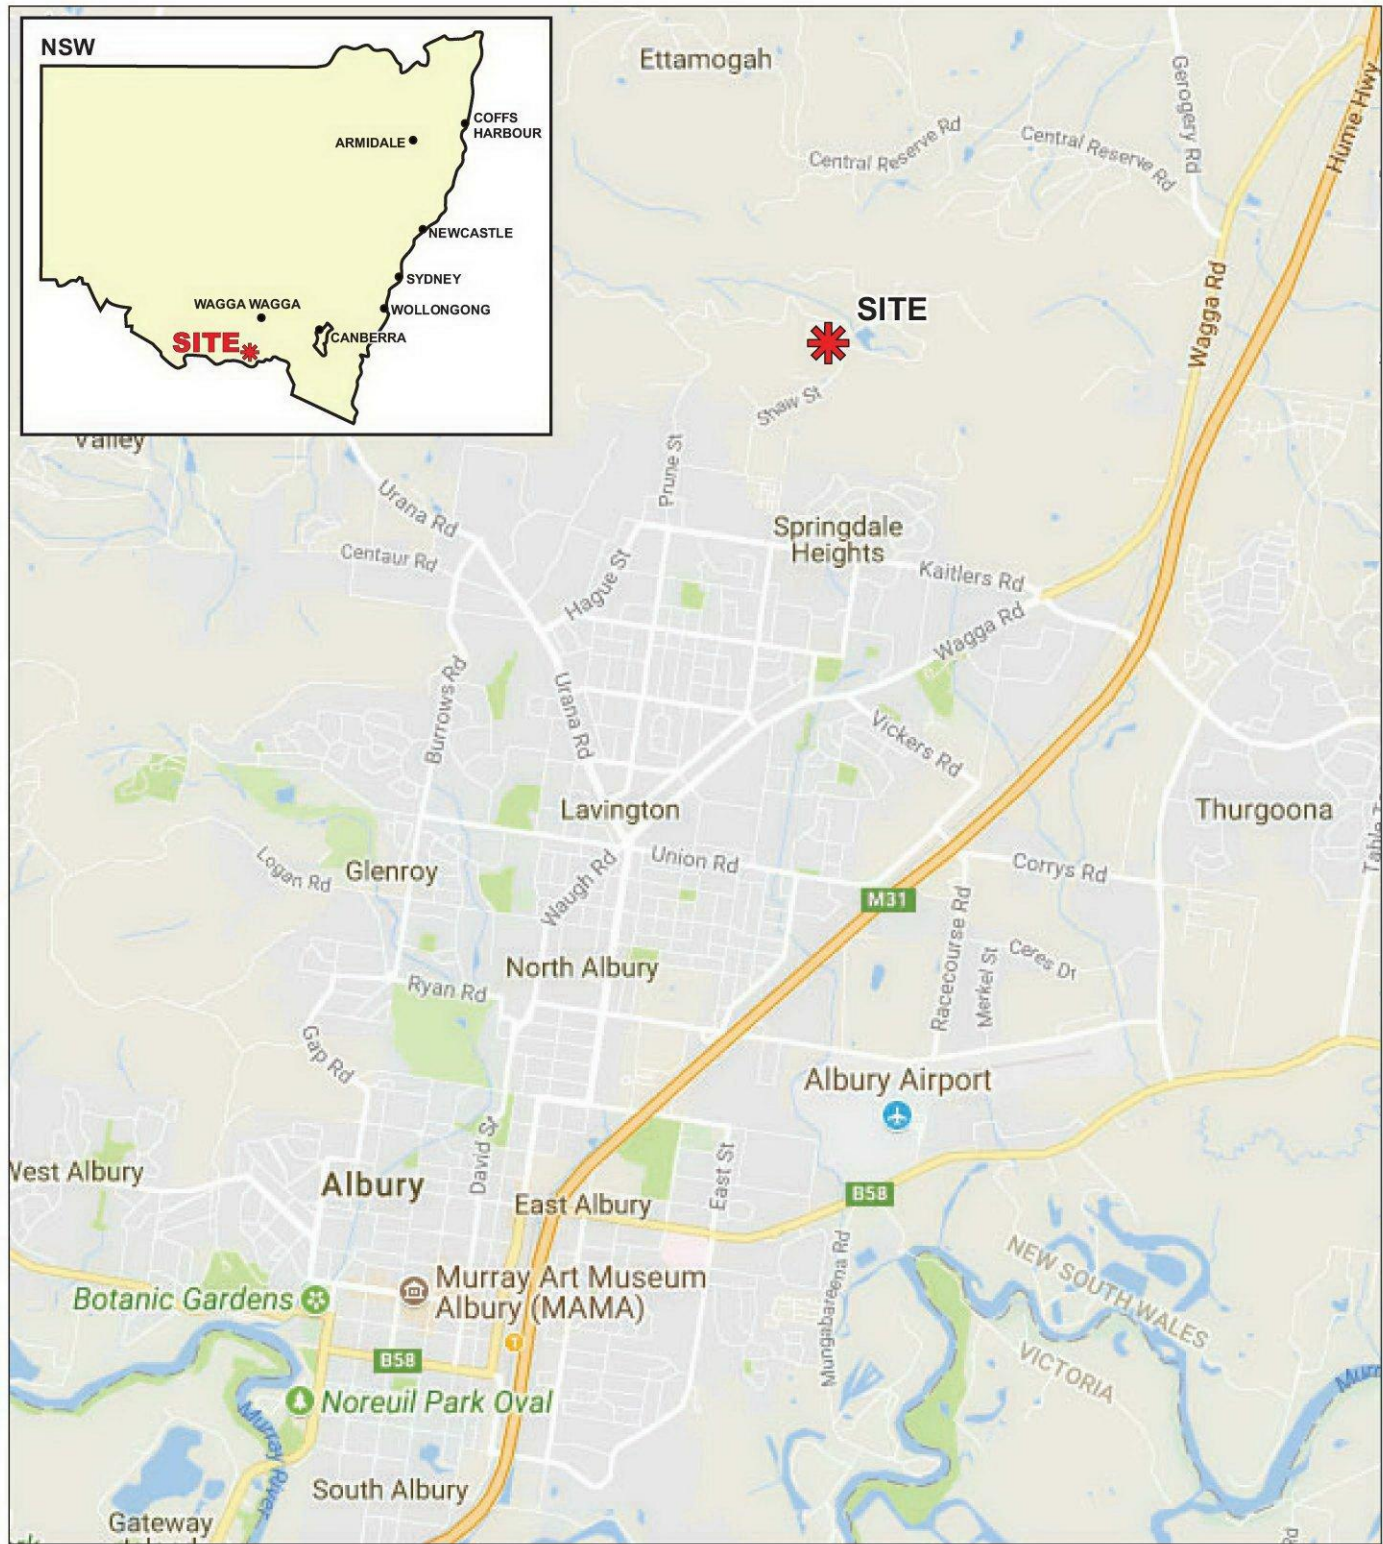 NSW
COFFS
HARBOUR
ARMIDALE
NEWCASTLE
SYDNEY
WOLLONGONG
WAGGA WAGGA
CANBERRA
SITE
Ettamogah
Gerogery Rd
Hume Hwy
Central Reserve Rd
Central Reserve Rd
Wagga Rd
SITE
Shaw St
Valley
Prune St
Urana Rd
Centaur Rd
Springdale
Heights
Hague St
Kaitlers Rd
Wagga Rd
Burrows Rd
Urana Rd
Vickers Rd
Lavington
Thurgoona
Union Rd
Corrys Rd
Logan Rd
Glenroy
Waugh Rd
M31
Racecourse Rd
Merkel St
Ceres Dr
North Albury
Ryan Rd
Gap Rd
Albury Airport
David St
East St
West Albury
Albury
East Albury
B58
Mungabareena Rd
NEW SOUTH WALES
VICTORIA
Murray Art Museum
Albury (MAMA)
Botanic Gardens
1
B58
Noreuil Park Oval
Murray River
South Albury
Gateway
Rd